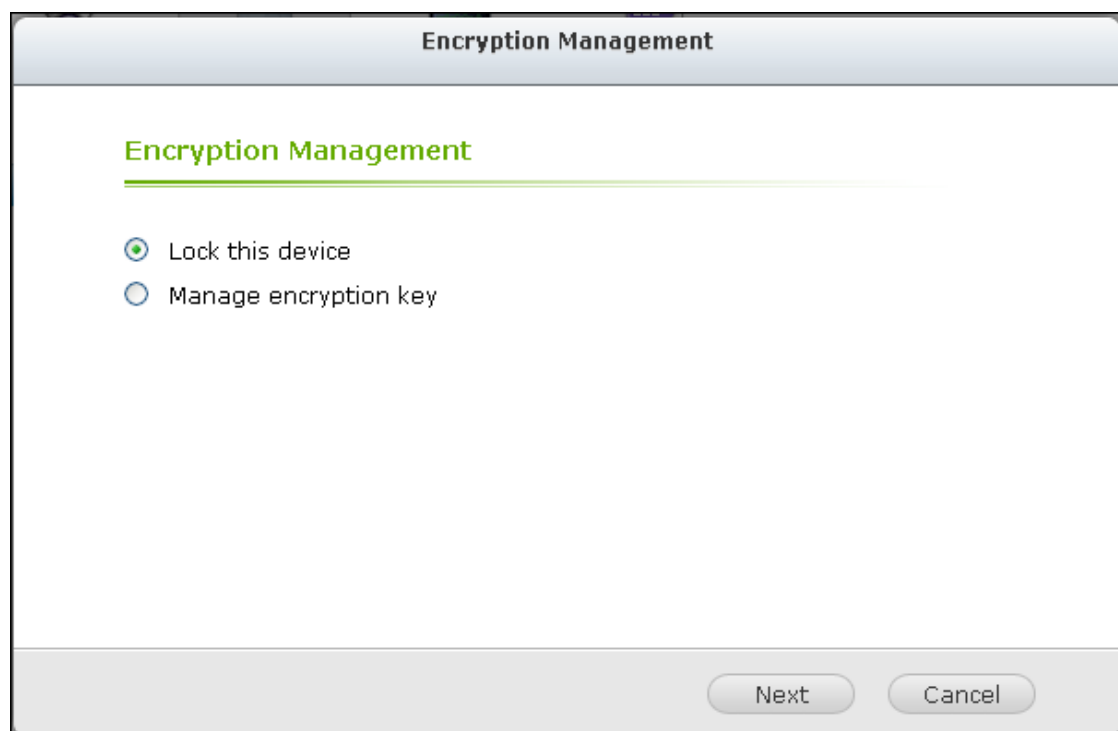 Encryption Management
Encryption Management
Lock this device
Manage encryption key
Next Cancel